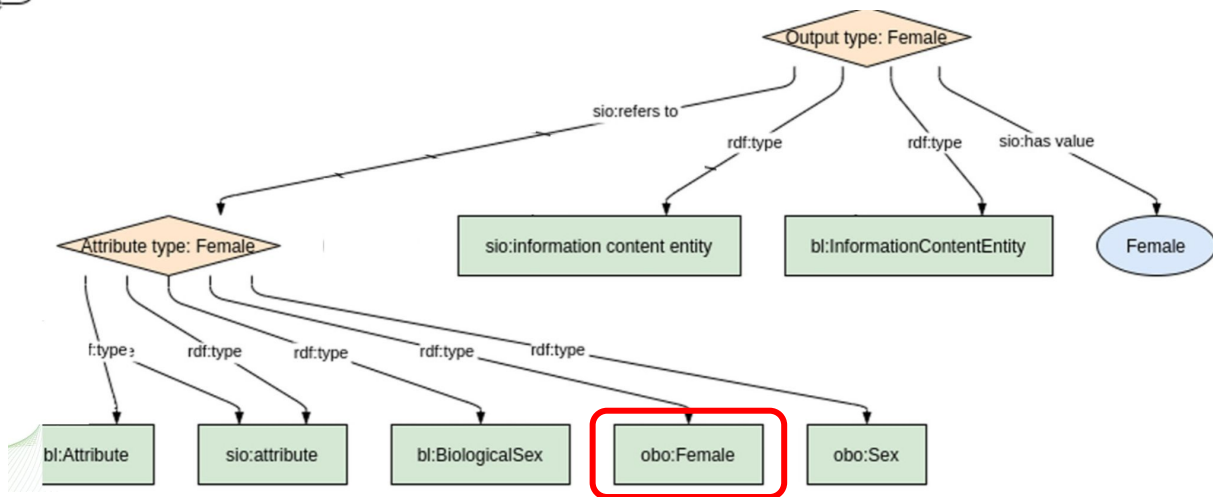 Output type: Female
sio:refers to
rdf:type
rdf:type
sio:has value
Attribute type: Female
sio:information content entity
bl:InformationContentEntity
Female
f:type
rdf:type
rdf:type
rdf:type
rdf:type
bl:Attribute
sio:attribute
bl:BiologicalSex
obo:Female
obo:Sex